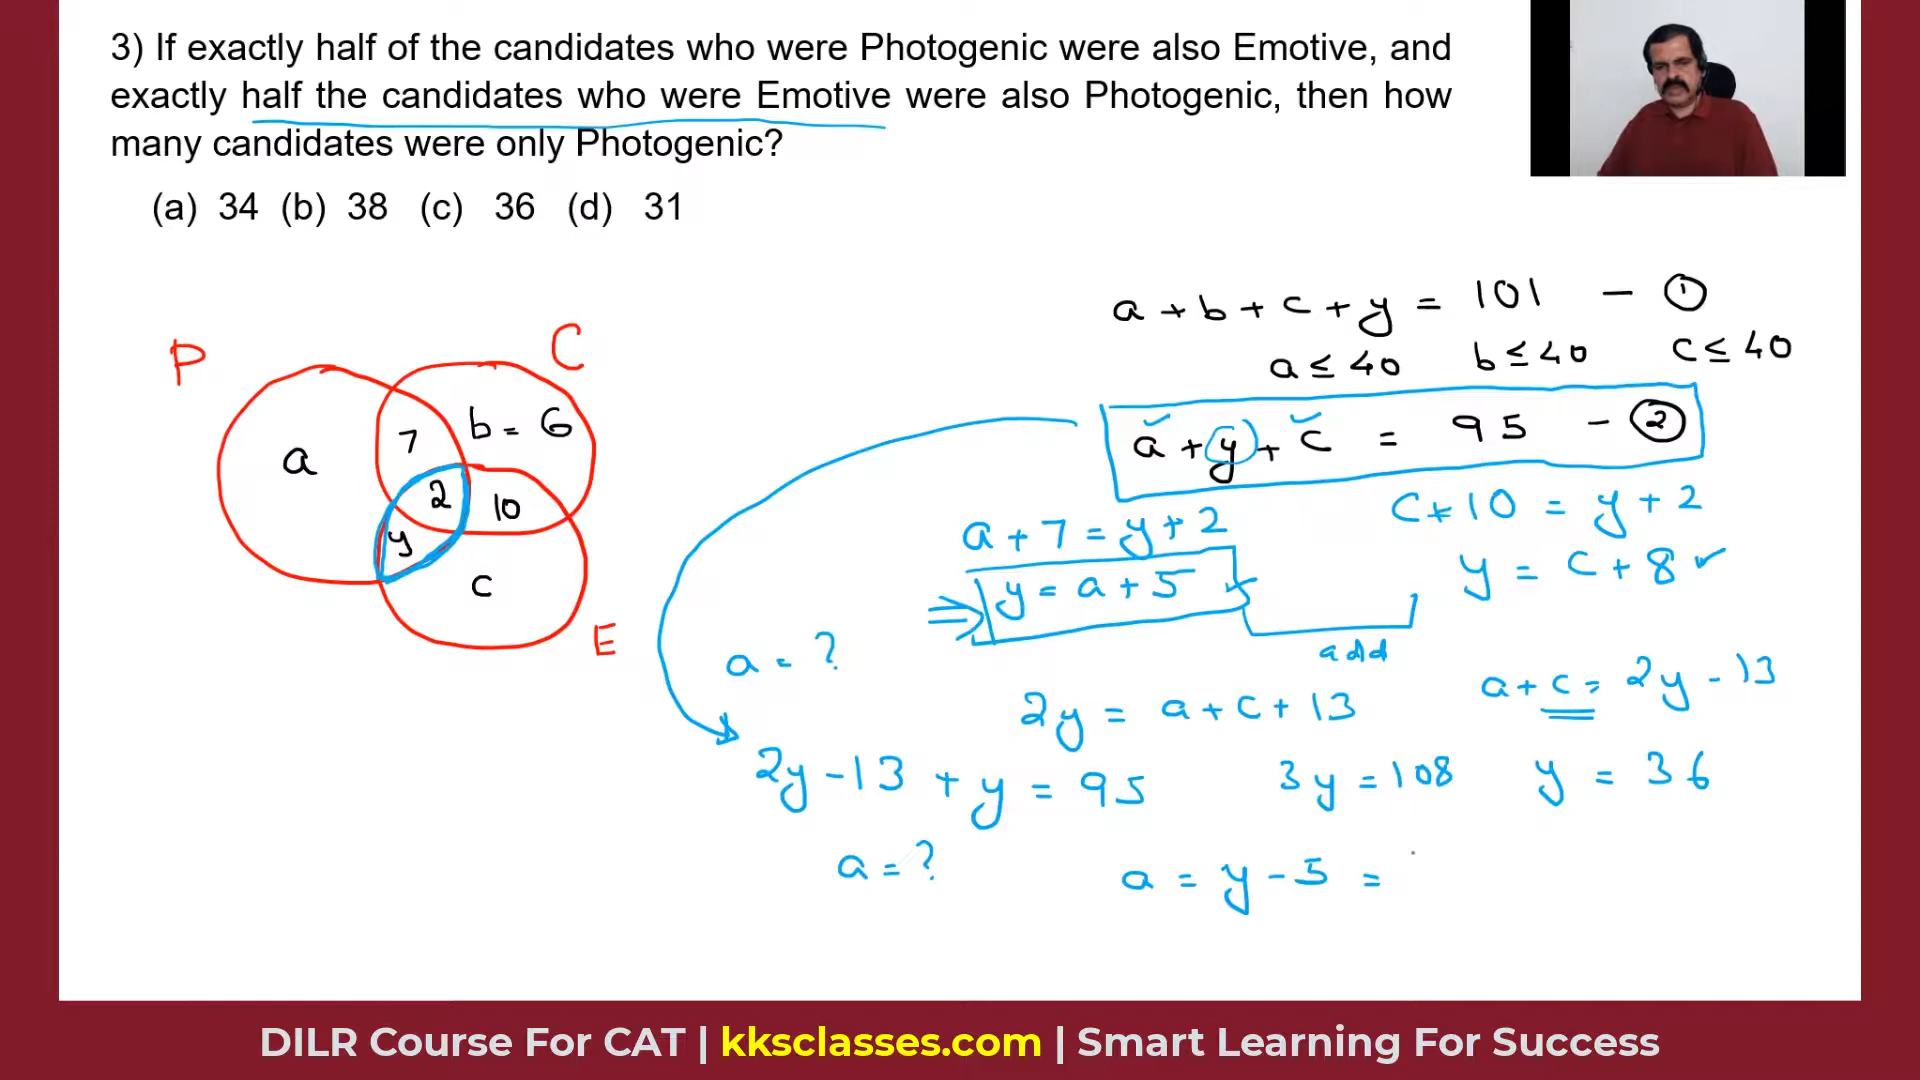 3) If exactly half of the candidates who were Photogenic were also Emotive, and
exactly half the candidates who were Emotive were also Photogenic, then how
many candidates were only Photogenic?
(a) 34 (b) 38 (c) 36 (d) 31
a + b + c + y = 101 - ①
a ≤ 40 b ≤ 40 c ≤ 40
P
C
a
7
b = 6
2
10
y
c
E
a + y + c = 95 - ②
a + 7 = y + 2
c + 10 = y + 2
⇒ y = a + 5
y = c + 8 ✓
add
a = ?
2y = a + c + 13
a + c = 2y - 13
2y - 13 + y = 95
3y = 108
y = 36
a = ?
a = y - 5 =
DILR Course For CAT | kksclasses.com | Smart Learning For Success